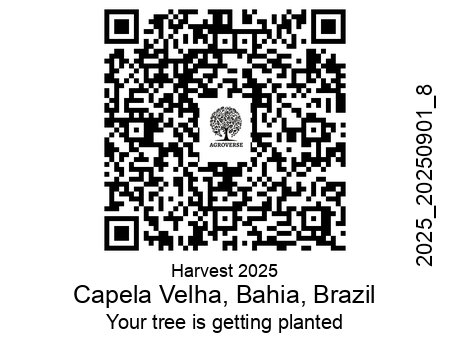 AGROVERSE
Harvest 2025
Capela Velha, Bahia, Brazil
Your tree is getting planted
2025_20250901_8